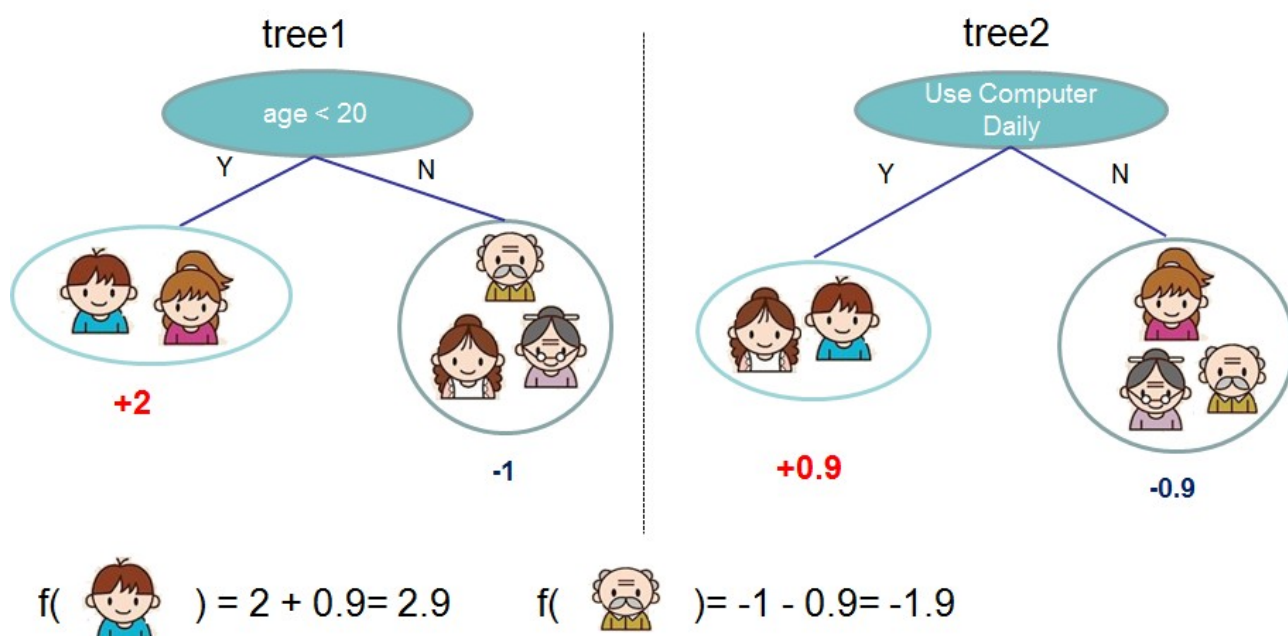 tree1
tree2
age < 20
Use Computer
Daily
Y
N
Y
N
+2
-1
+0.9
-0.9
f( ) = 2 + 0.9= 2.9
f( )= -1 - 0.9= -1.9